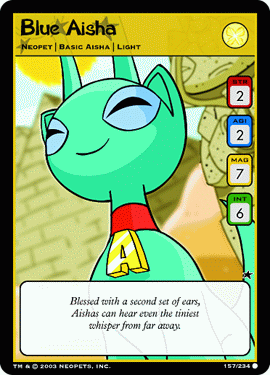 Blue Aisha
Neopet | Basic Aisha | Light
STR
2
AGI
2
MAG
7
INT
6
A
Blessed with a second set of ears,
Aishas can hear even the tiniest
whisper from far away.
TM & © 2003 NEOPETS, INC.
157/234